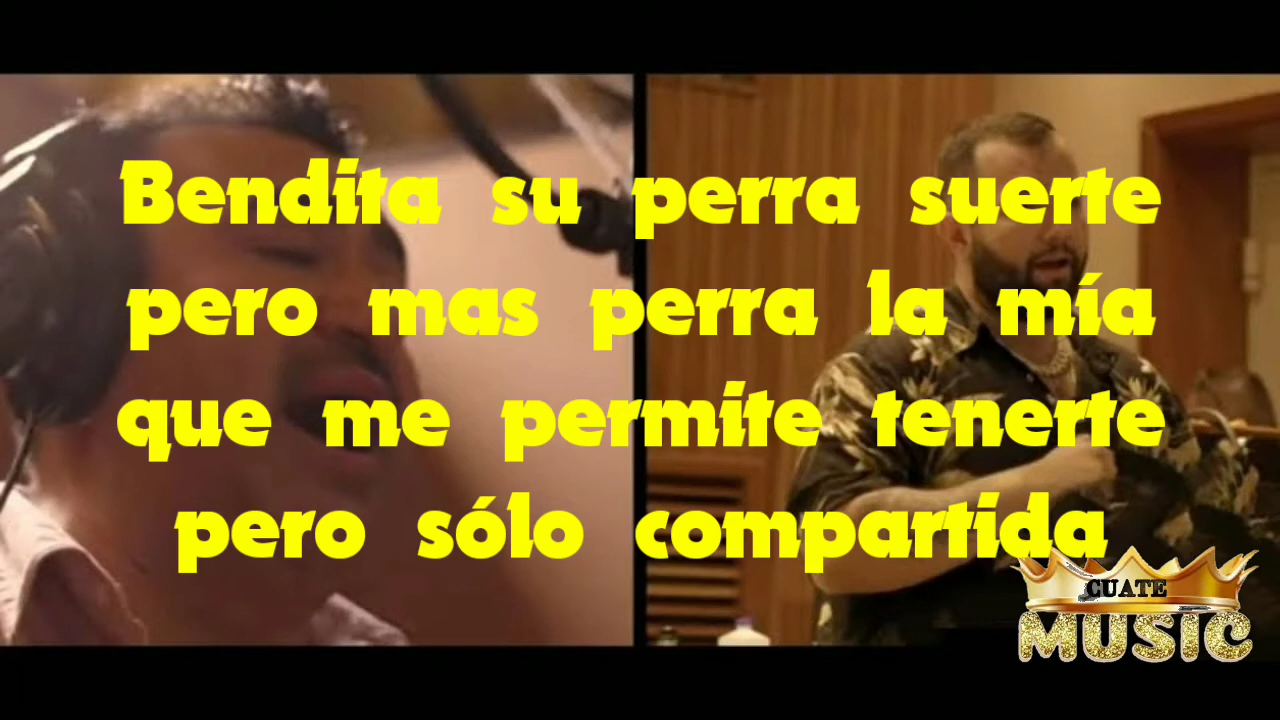 Bendita su perra suerte
pero mas perra la mía
que me permite tenerte
pero sólo compartida
CUATE
MUSIC